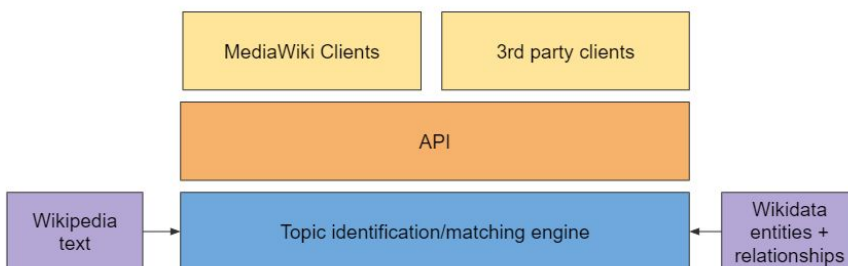 MediaWiki Clients
3rd party clients
API
Wikipedia
text
Topic identification/matching engine
Wikidata
entities +
relationships